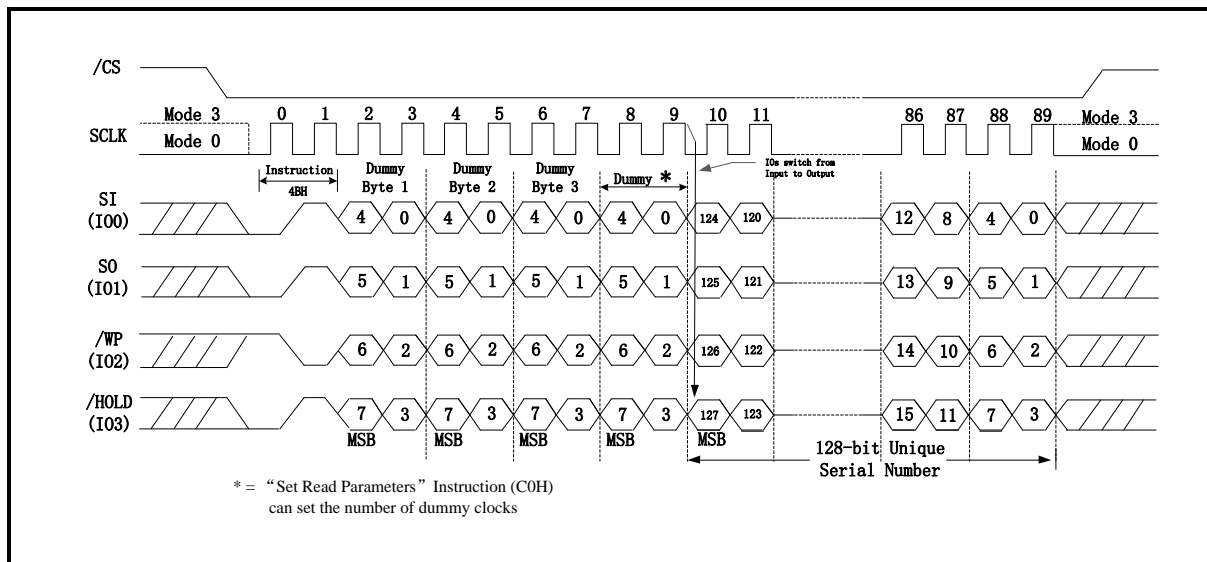 /CS
Mode 3 0 1 2 3 4 5 6 7 8 9 10 11 86 87 88 89 Mode 3
SCLK
Mode 0 Mode 0
IOs switch from
Input to Output
Instruction Dummy Dummy Dummy Dummy *
4BH Byte 1 Byte 2 Byte 3
SI
(IO0) 4 0 4 0 4 0 4 0 124 120 12 8 4 0
SO
(IO1) 5 1 5 1 5 1 5 1 125 121 13 9 5 1
/WP
(IO2) 6 2 6 2 6 2 6 2 126 122 14 10 6 2
/HOLD
(IO3) 7 3 7 3 7 3 7 3 127 123 15 11 7 3
MSB MSB MSB MSB MSB
128-bit Unique
Serial Number
* = “Set Read Parameters” Instruction (C0H)
can set the number of dummy clocks